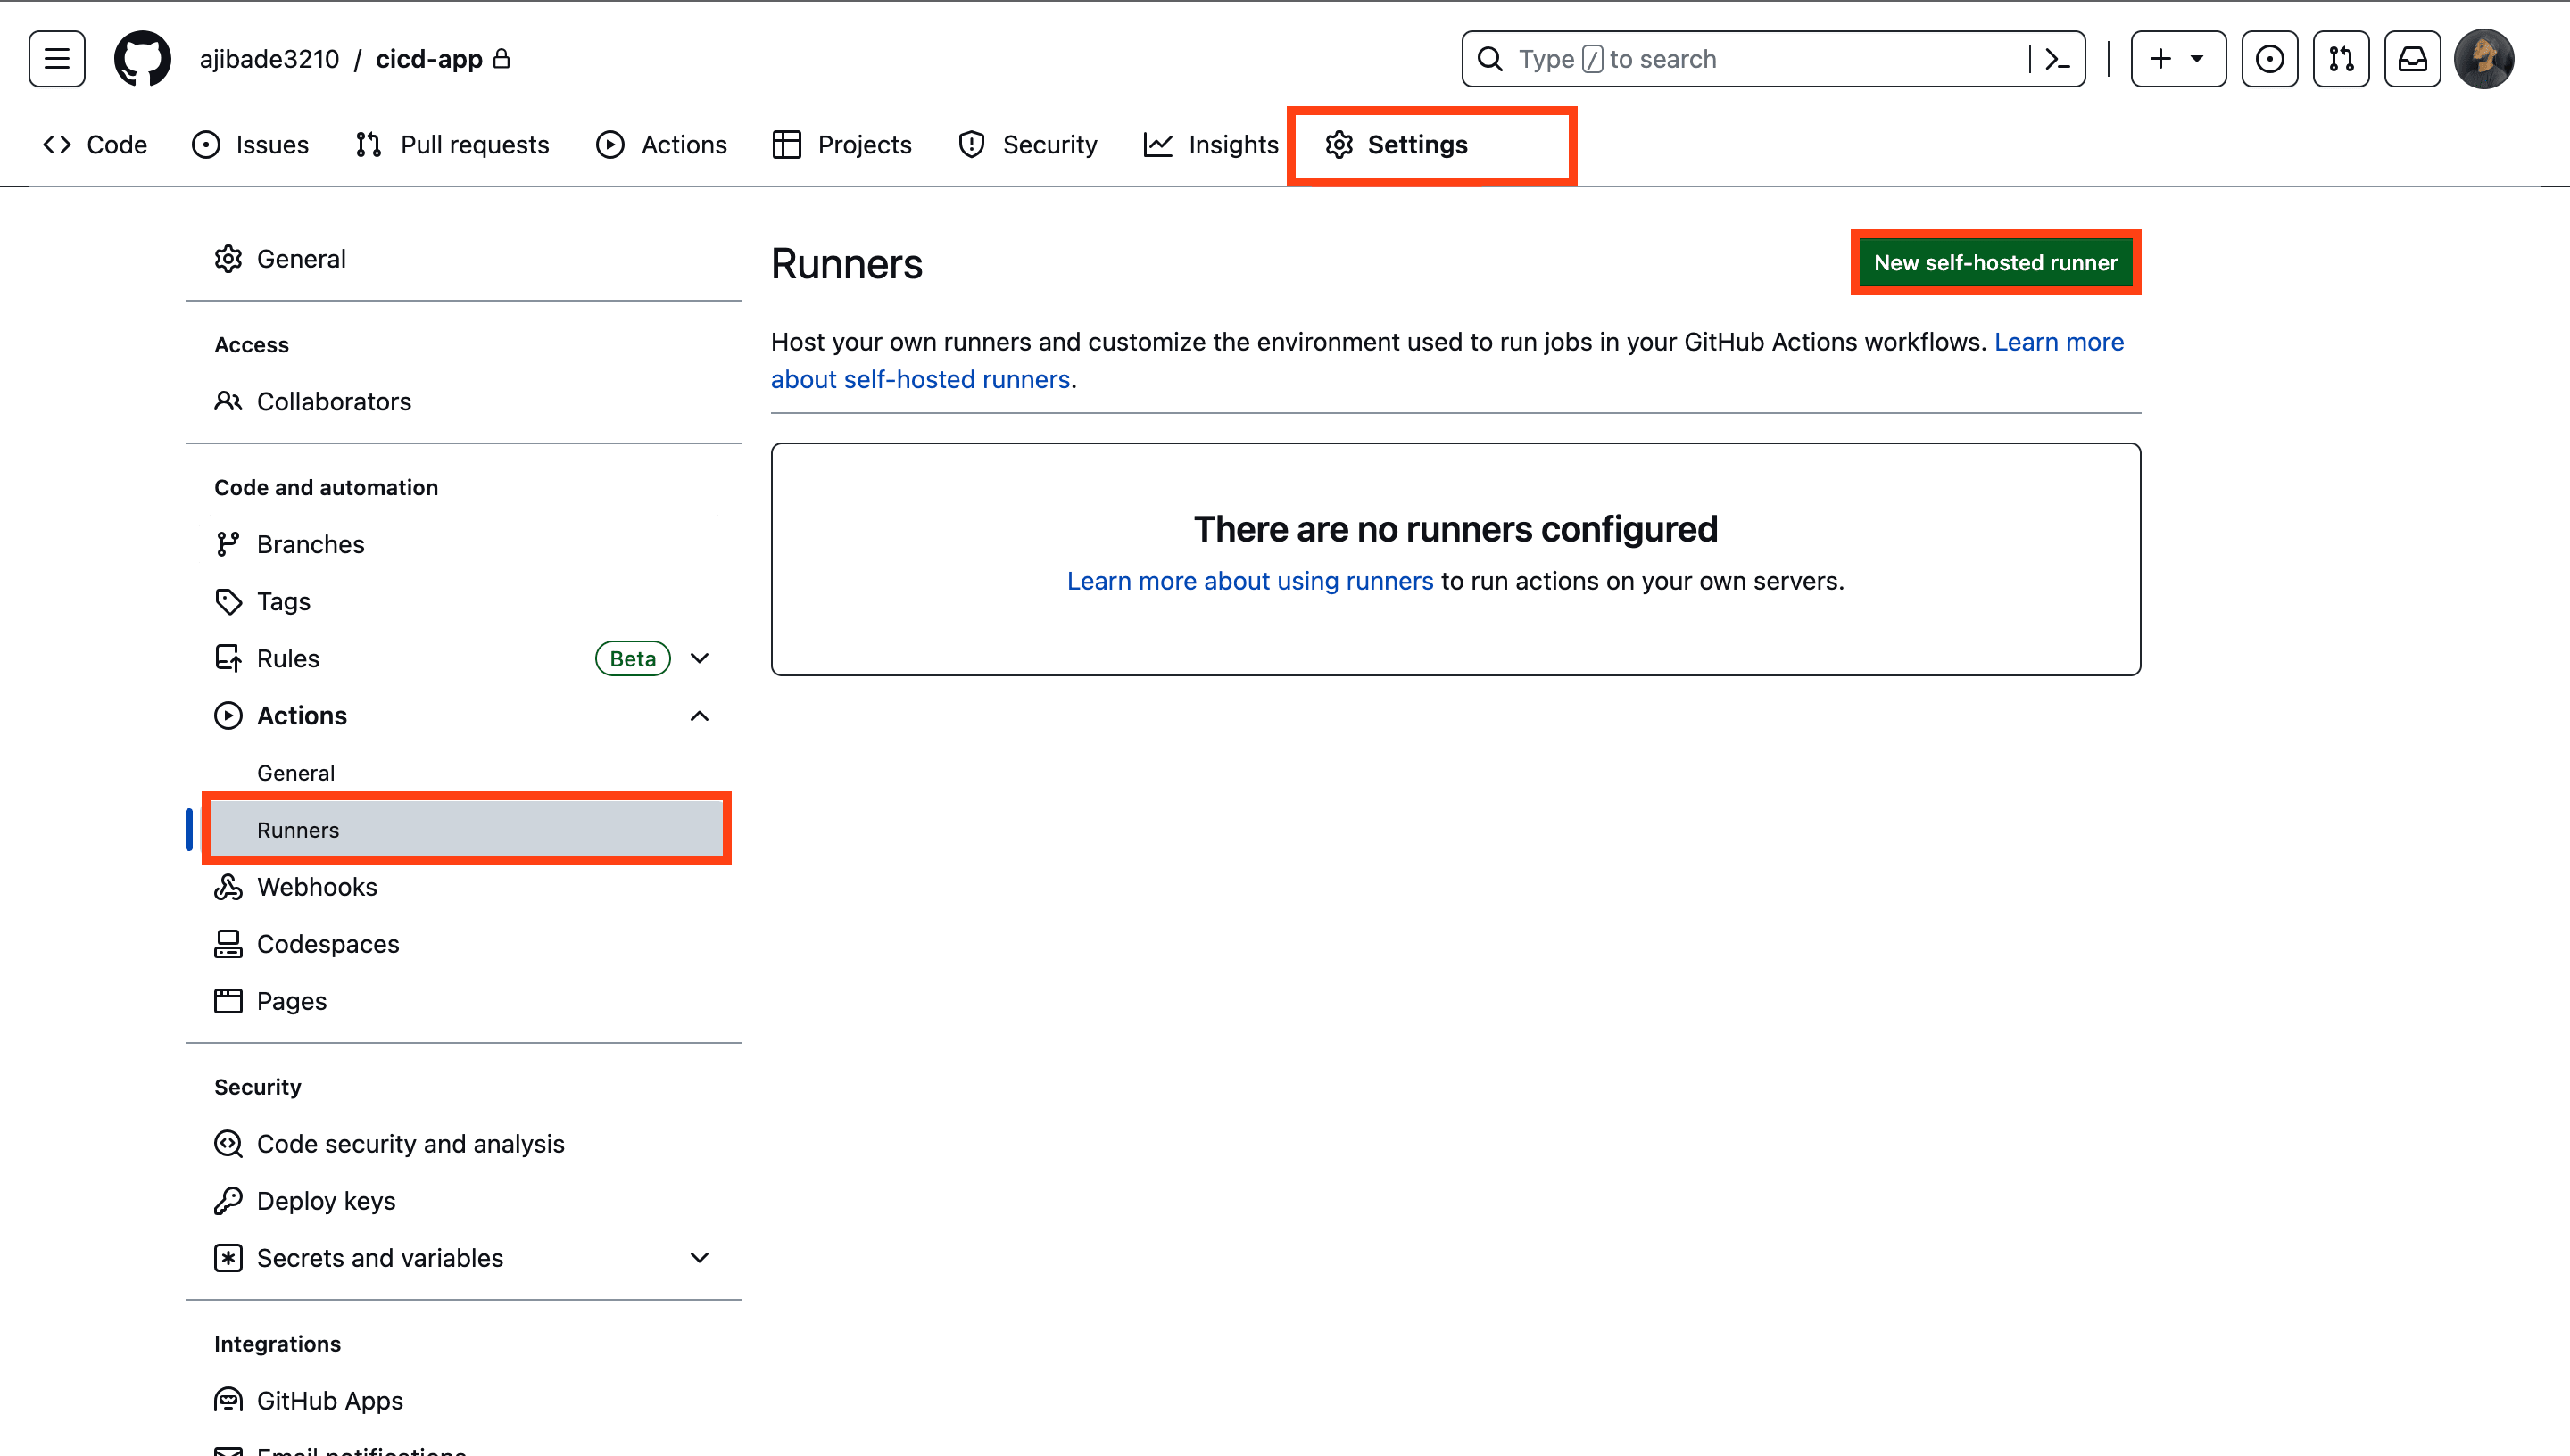 ajibade3210 / cicd-app
Type / to search
Code Issues Pull requests Actions Projects Security Insights Settings
General
Access
Collaborators
Code and automation
Branches
Tags
Rules Beta
Actions
General
Runners
Webhooks
Codespaces
Pages
Security
Code security and analysis
Deploy keys
Secrets and variables
Integrations
GitHub Apps
Email notifications
Runners
New self-hosted runner
Host your own runners and customize the environment used to run jobs in your GitHub Actions workflows. Learn more
about self-hosted runners.
There are no runners configured
Learn more about using runners to run actions on your own servers.